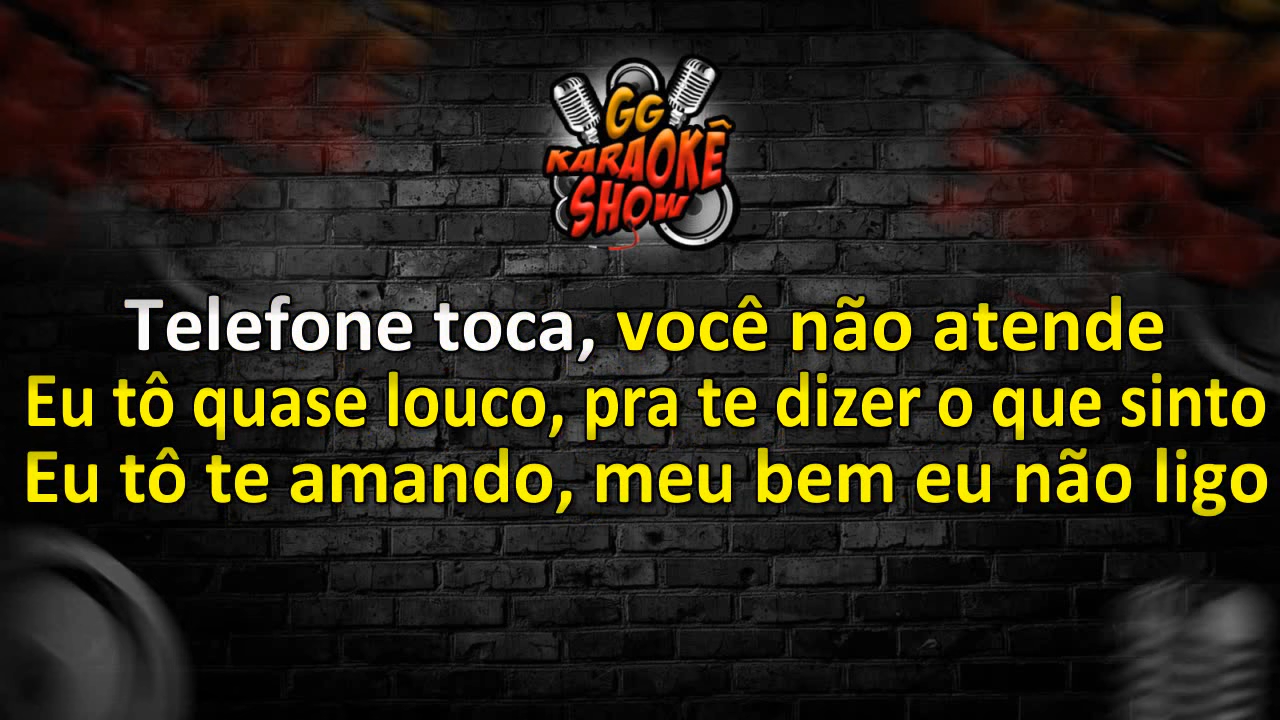 GG
KARAOKÊ
SHOW
Telefone toca, você não atende
Eu tô quase louco, pra te dizer o que sinto
Eu tô te amando, meu bem eu não ligo